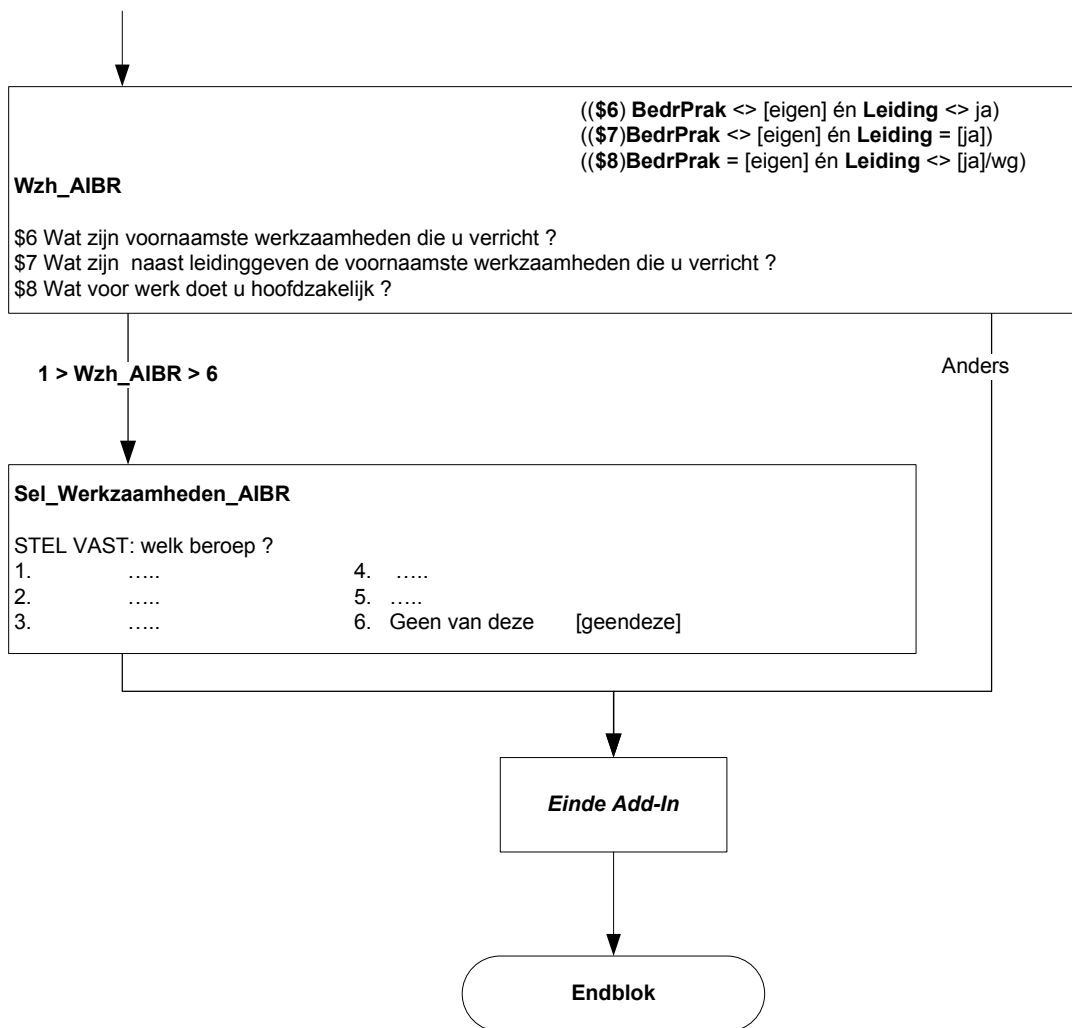 (($6) BedrPrak <> [eigen] én Leiding <> ja)
(($7)BedrPrak <> [eigen] én Leiding = [ja])
(($8)BedrPrak = [eigen] én Leiding <> [ja]/wg)
Wzh_AIBR
$6 Wat zijn voornaamste werkzaamheden die u verricht ?
$7 Wat zijn naast leidinggeven de voornaamste werkzaamheden die u verricht ?
$8 Wat voor werk doet u hoofdzakelijk ?
1 > Wzh_AIBR > 6
Anders
Sel_Werkzaamheden_AIBR
STEL VAST: welk beroep ?
1. ….. 4. …..
2. ….. 5. …..
3. ….. 6. Geen van deze [geendeze]
Einde Add-In
Endblok